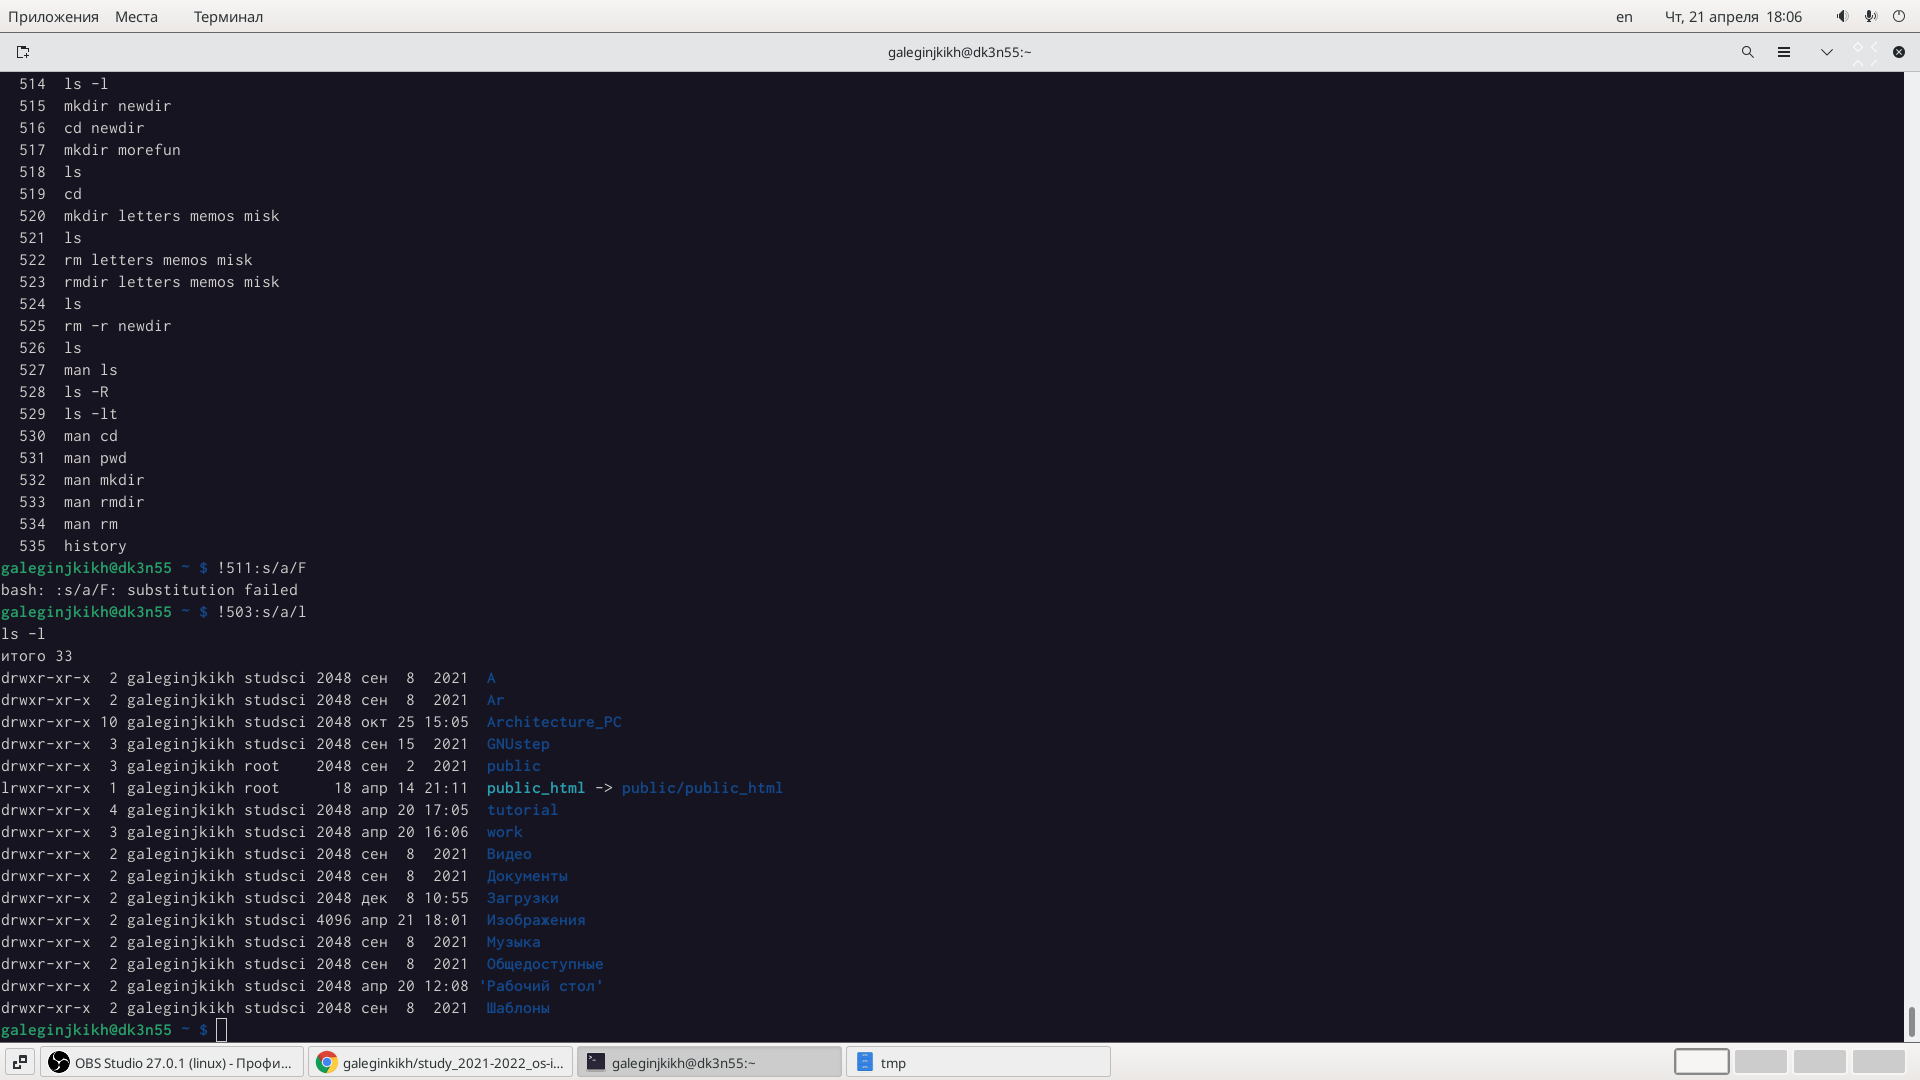 Приложения Места Терминал en Чт, 21 апреля 18:06
galeginjkikh@dk3n55:~
514 ls -l
515 mkdir newdir
516 cd newdir
517 mkdir morefun
518 ls
519 cd
520 mkdir letters memos misk
521 ls
522 rm letters memos misk
523 rmdir letters memos misk
524 ls
525 rm -r newdir
526 ls
527 man ls
528 ls -R
529 ls -lt
530 man cd
531 man pwd
532 man mkdir
533 man rmdir
534 man rm
535 history
galeginjkikh@dk3n55 ~ $ !511:s/a/F
bash: :s/a/F: substitution failed
galeginjkikh@dk3n55 ~ $ !503:s/a/l
ls -l
итого 33
drwxr-xr-x 2 galeginjkikh studsci 2048 сен 8 2021 A
drwxr-xr-x 2 galeginjkikh studsci 2048 сен 8 2021 Ar
drwxr-xr-x 10 galeginjkikh studsci 2048 окт 25 15:05 Architecture_PC
drwxr-xr-x 3 galeginjkikh studsci 2048 сен 15 2021 GNUstep
drwxr-xr-x 3 galeginjkikh root 2048 сен 2 2021 public
lrwxr-xr-x 1 galeginjkikh root 18 апр 14 21:11 public_html -> public/public_html
drwxr-xr-x 4 galeginjkikh studsci 2048 апр 20 17:05 tutorial
drwxr-xr-x 3 galeginjkikh studsci 2048 апр 20 16:06 work
drwxr-xr-x 2 galeginjkikh studsci 2048 сен 8 2021 Видео
drwxr-xr-x 2 galeginjkikh studsci 2048 сен 8 2021 Документы
drwxr-xr-x 2 galeginjkikh studsci 2048 дек 8 10:55 Загрузки
drwxr-xr-x 2 galeginjkikh studsci 4096 апр 21 18:01 Изображения
drwxr-xr-x 2 galeginjkikh studsci 2048 сен 8 2021 Музыка
drwxr-xr-x 2 galeginjkikh studsci 2048 сен 8 2021 Общедоступные
drwxr-xr-x 2 galeginjkikh studsci 2048 апр 20 12:08 'Рабочий стол'
drwxr-xr-x 2 galeginjkikh studsci 2048 сен 8 2021 Шаблоны
galeginjkikh@dk3n55 ~ $
OBS Studio 27.0.1 (linux) - Профи... galeginkikh/study_2021-2022_os-i... galeginjkikh@dk3n55:~ tmp